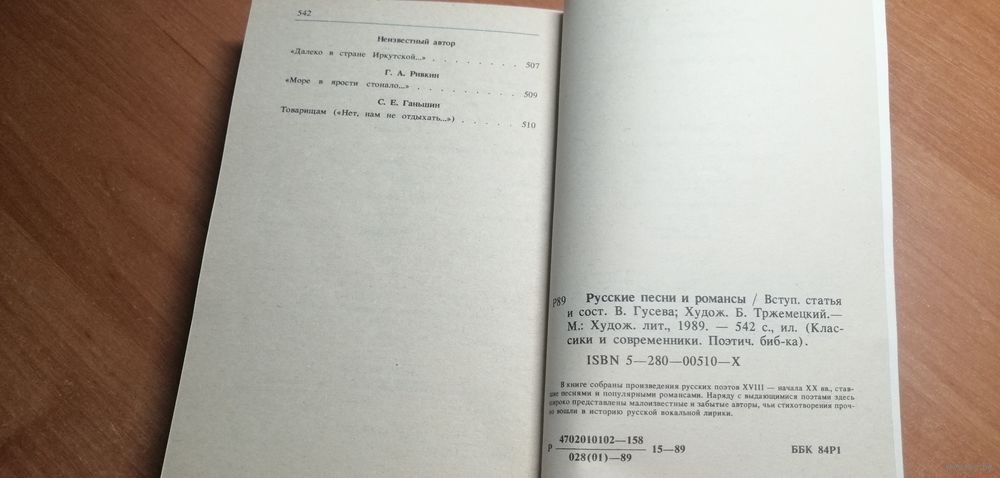 542
Неизвестный автор
«Далеко в стране Иркутской...» . . . . . . . . 507
Г. А. Ривкин
«Море в ярости стонало...» . . . . . . . . . . 509
С. Е. Ганьшин
Товарищам («Нет, нам не отдыхать...») . . . . . 510
Р89 Русские песни и романсы / Вступ. статья
и сост. В. Гусева; Худож. Б. Тржемецкий.—
М.: Худож. лит., 1989. — 542 с., ил. (Клас-
сики и современники. Поэтич. биб-ка).
ISBN 5—280—00510—X
В книге собраны произведения русских поэтов XVIII — начала XX вв., став-
шие песнями и популярными романсами. Наряду с выдающимися поэтами здесь
широко представлены малоизвестные и забытые авторы, чьи стихотворения проч-
но вошли в историю русской вокальной лирики.
Р 4702010102—158 15—89 ББК 84Р1
028(01)—89